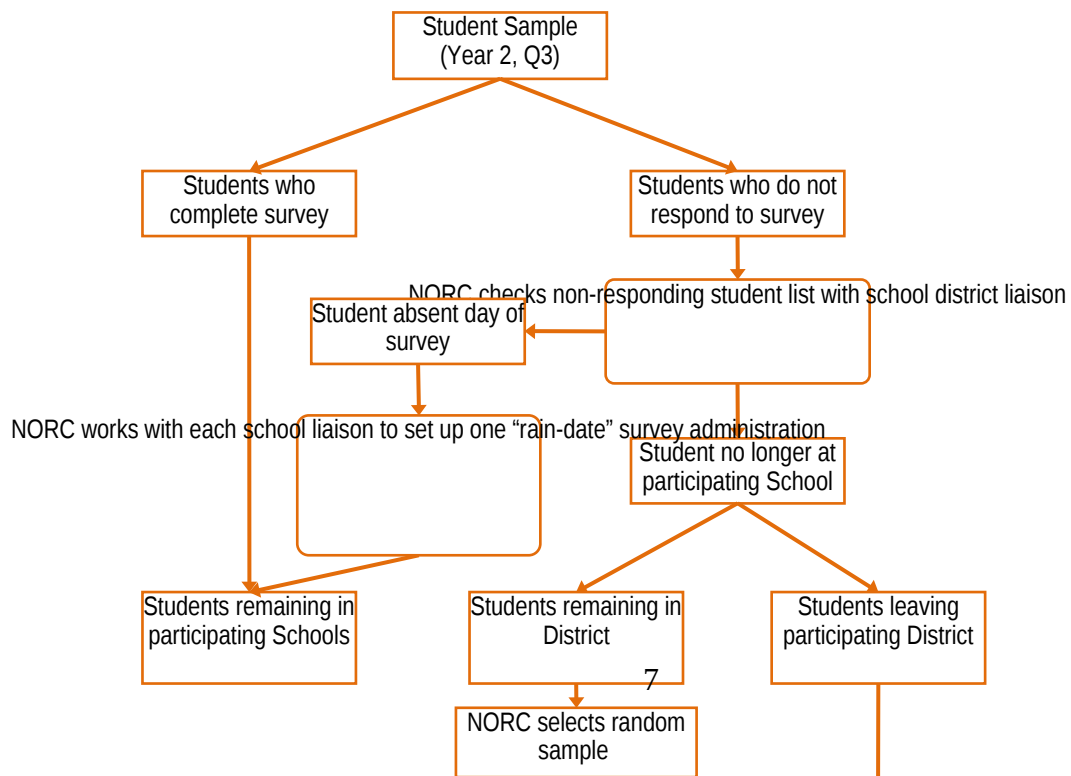 Student Sample
(Year 2, Q3)
Students who
complete survey
Students who do not
respond to survey
NORC checks non-responding student list with school district liaison
Student absent day of
survey
NORC works with each school liaison to set up one “rain-date” survey administration
Student no longer at
participating School
Students remaining in
participating Schools
Students remaining in
District
Students leaving
participating District
7
NORC selects random
sample